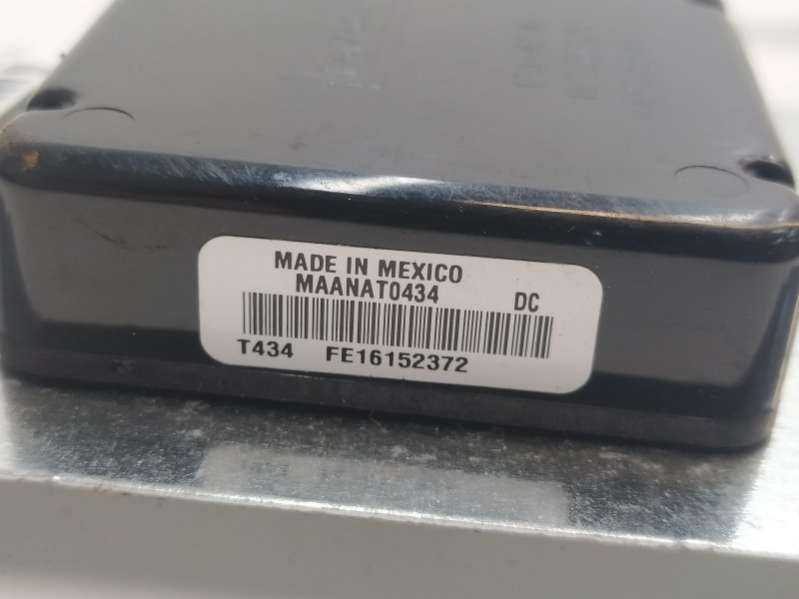 MADE IN MEXICO
MAANAT0434 DC
T434 FE16152372